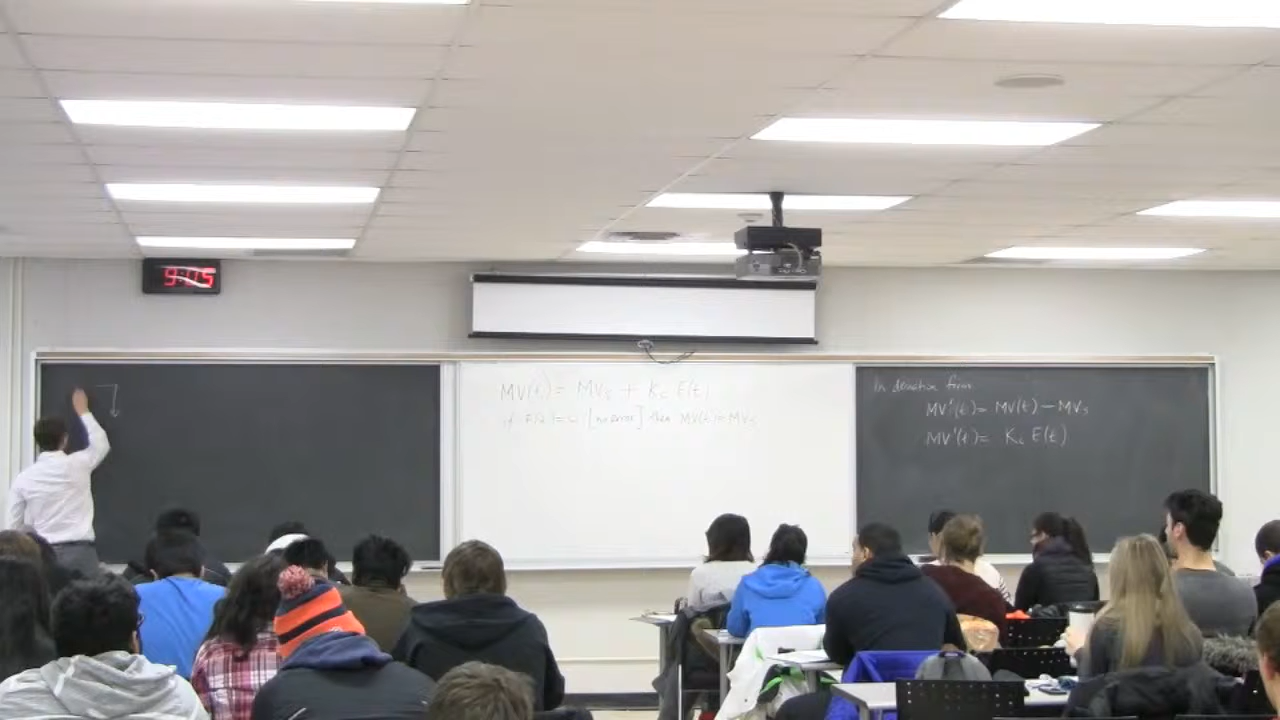 9:05
MV(t) = MVs + Kc E(t)
if E(t) = 0 [no error] then MV(t) = MVs
In deviation form
MV'(t) = MV(t) - MVs
MV'(t) = Kc E(t)